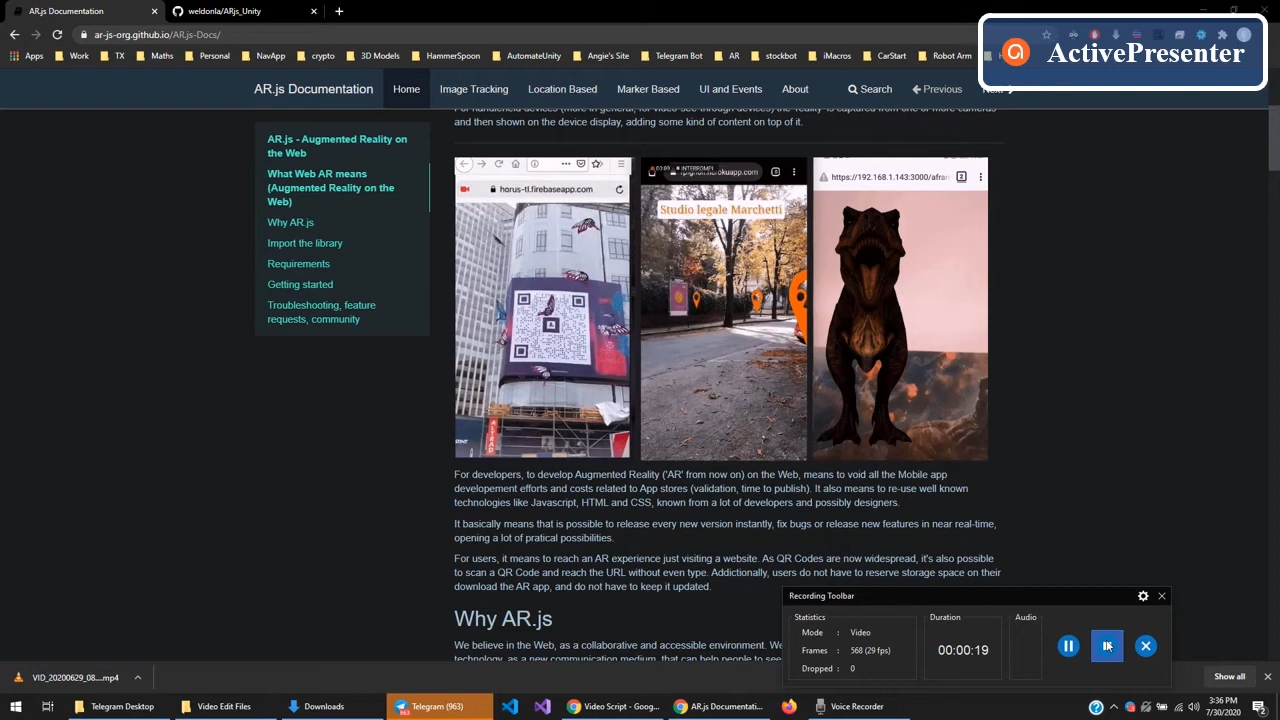 AR.js Documentation
weldonla/AR.js_Unity
ar-js-org.github.io/AR.js-Docs/
Apps
Work
TX
Maths
Personal
NavApp
crypto
3D Models
HammerSpoon
AutomateUnity
Angie's Site
Telegram Bot
AR
stockbot
iMacros
CarStart
Robot Arm
ActivePresenter
AR.js Documentation
Home
Image Tracking
Location Based
Marker Based
UI and Events
About
Search
Previous
and then shown on the device display, adding some kind of content on top of it.
AR.js - Augmented Reality on
the Web
What Web AR means
(Augmented Reality on the
Web)
Why AR.js
Import the library
Requirements
Getting started
Troubleshooting, feature
requests, community
horus-tl.firebaseapp.com
Studio legale Marchetti
https://192.168.1.143:3000/afran
2
ALTRAD
For developers, to develop Augmented Reality ('AR' from now on) on the Web, means to void all the Mobile app
developement efforts and costs related to App stores (validation, time to publish). It also means to re-use well known
technologies like Javascript, HTML and CSS, known from a lot of developers and possibly designers.
It basically means that is possible to release every new version instantly, fix bugs or release new features in near real-time,
opening a lot of pratical possibilities.
For users, it means to reach an AR experience just visiting a website. As QR Codes are now widespread, it's also possible
to scan a QR Code and reach the URL without even type. Addictionally, users do not have to reserve storage space on their
download the AR app, and do not have to keep it updated.
Why AR.js
We believe in the Web, as a collaborative and accessible environment. We
Recording Toolbar
Statistics
Mode : Video
Frames : 568 (29 fps)
Dropped : 0
Duration
00:00:19
Audio
VID_20200629_08....mp4
Show all
Telegram Desktop
Video Edit Files
Downloads
Telegram (963)
Video Script - Goog...
AR.js Documentati...
Voice Recorder
3:36 PM
7/30/2020